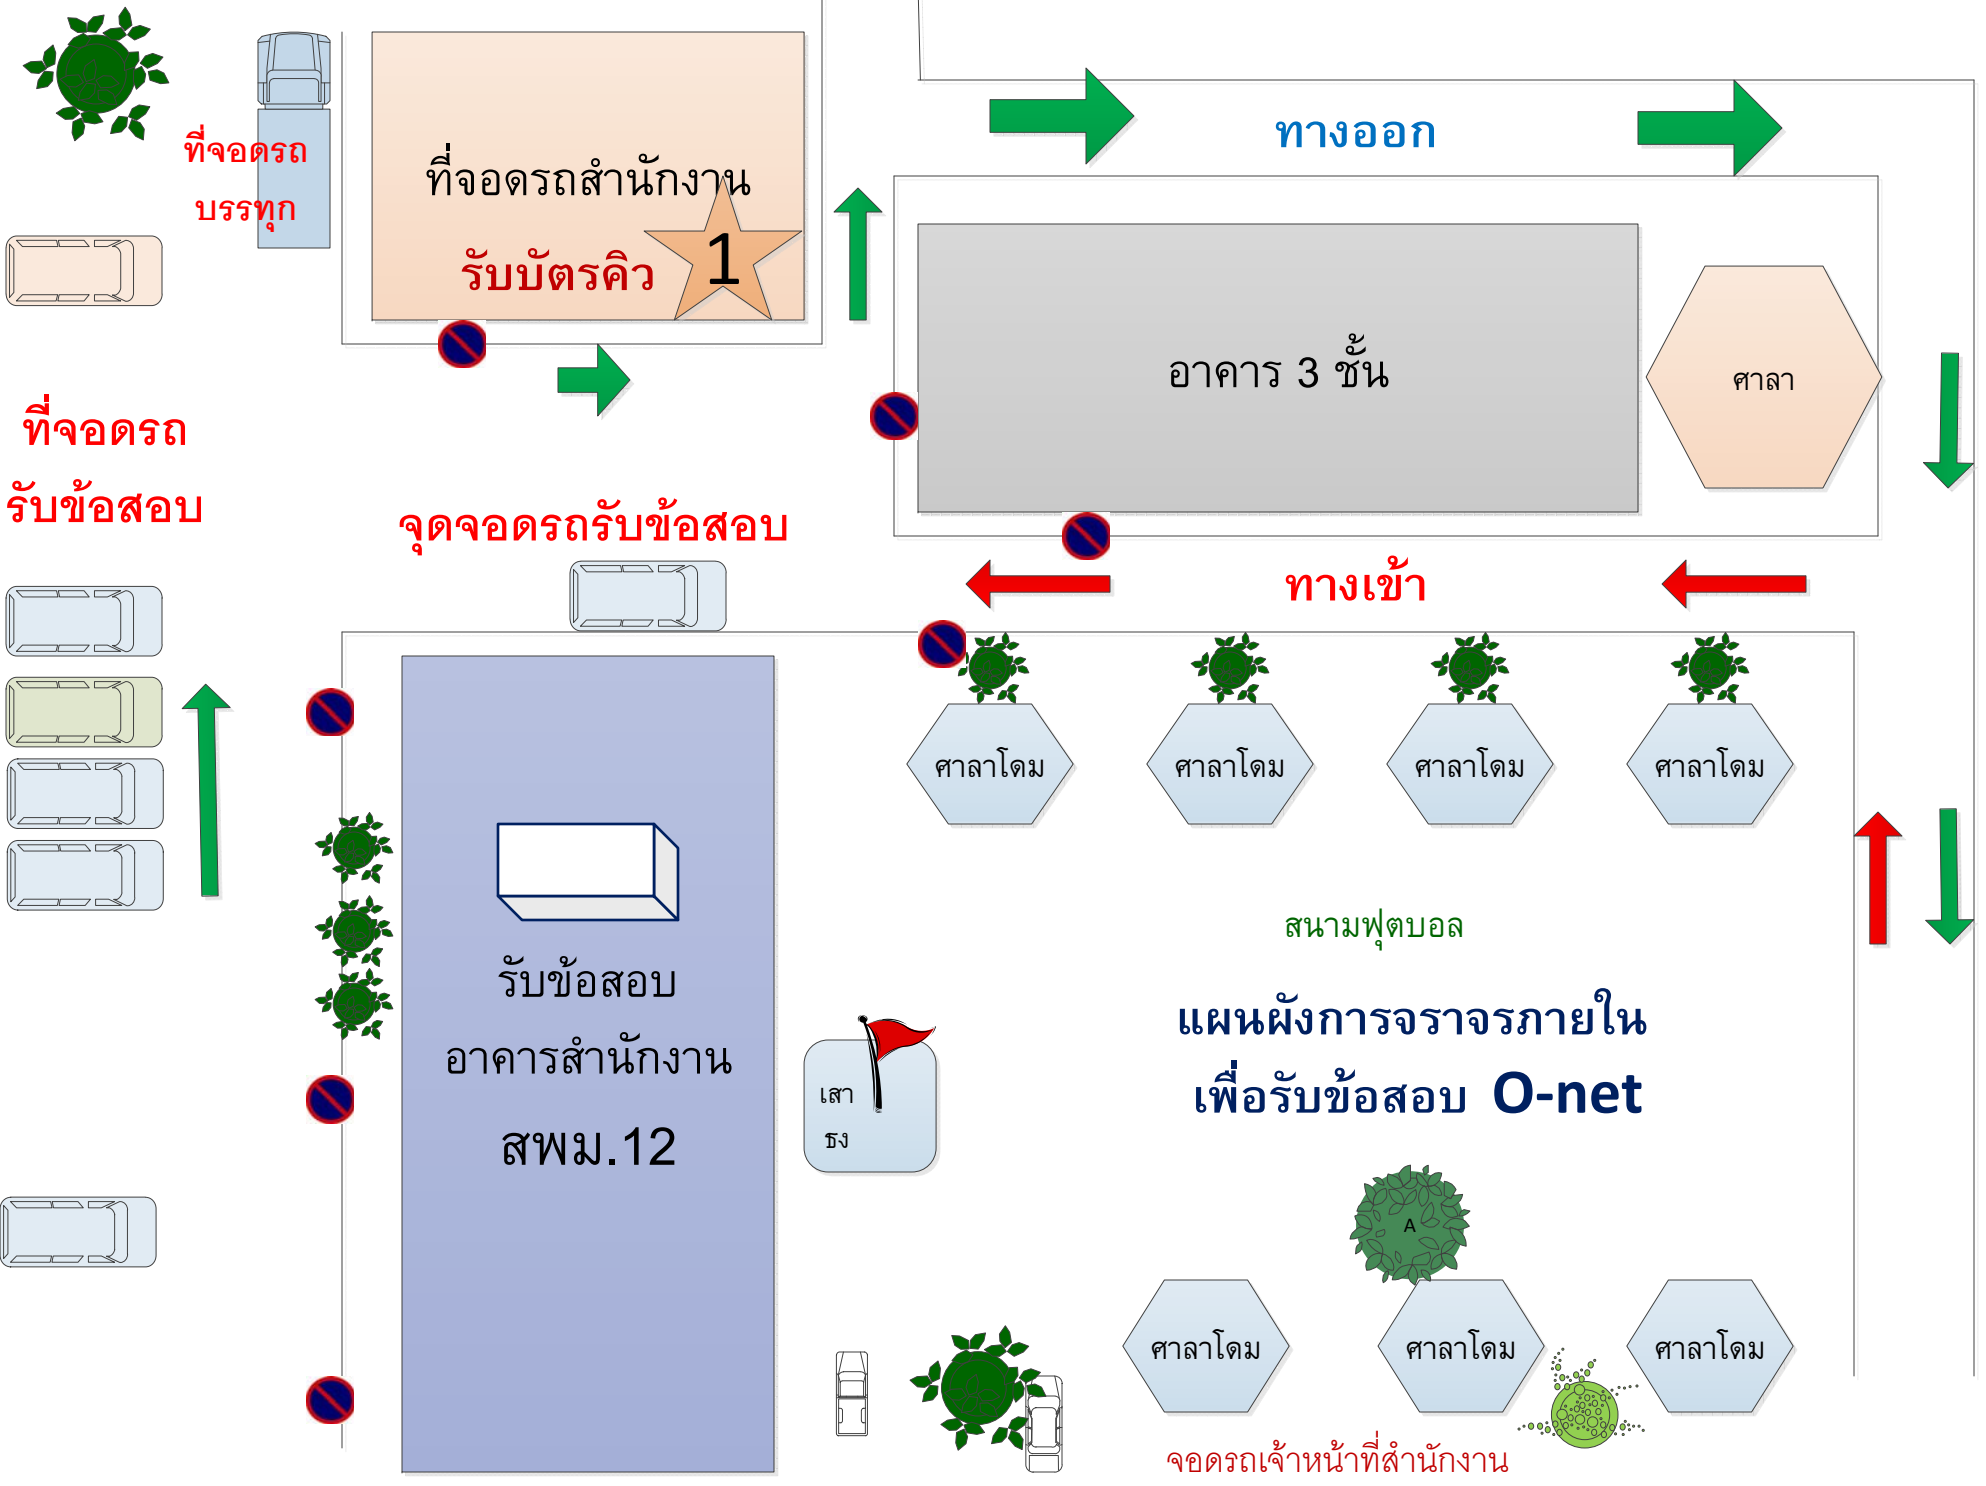 ทางออก
ที่จอดรถ
บรรทุก
ที่จอดรถสำนักงาน
รับบัตรคิว
1
อาคาร 3 ชั้น
ศาลา
ที่จอดรถ
รับข้อสอบ
จุดจอดรถรับข้อสอบ
ทางเข้า
ศาลาโดม
ศาลาโดม
ศาลาโดม
ศาลาโดม
สนามฟุตบอล
รับข้อสอบ
อาคารสำนักงาน
สพม.12
แผนผังการจราจรภายใน
เพื่อรับข้อสอบ O-net
เสา
ธง
A
ศาลาโดม
ศาลาโดม
ศาลาโดม
จอดรถเจ้าหน้าที่สำนักงาน